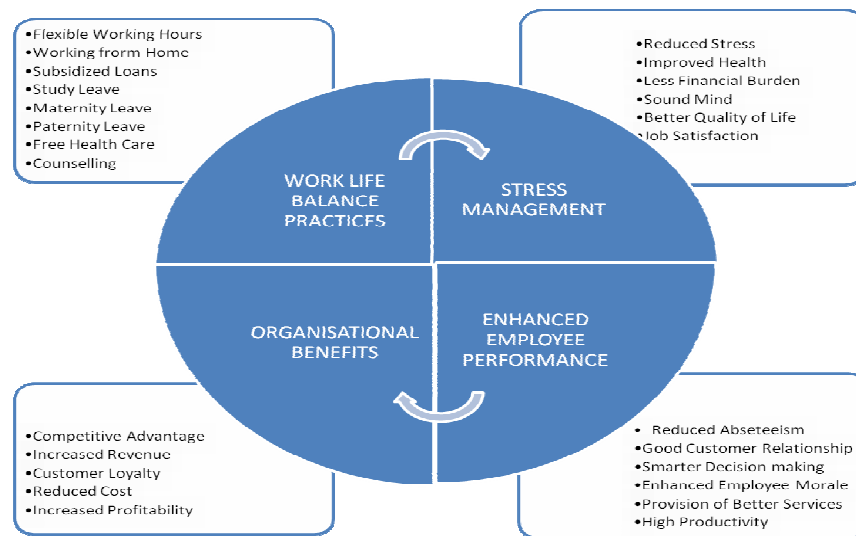 •Flexible Working Hours
•Working frorm Home
•Subsidized Loans
•Study Leave
•Maternity Leave
•Paternity Leave
•Free Health Care
•Counselling
•Reduced Stress
•Improved Health
•Less Financial Burden
•Sound Mind
•Better Quality of Life
•Job Satisfaction
WORK LIFE
BALANCE
PRACTICES
STRESS
MANAGEMENT
ORGANISATIONAL
BENEFITS
ENHANCED
EMPLOYEE
PERFORMANCE
•Competitive Advantage
•Increased Revenue
•Customer Loyalty
•Reduced Cost
•Increased Profitability
• Reduced Abseteeism
•Good Customer Relationship
•Smarter Decision making
•Enhanced Employee Morale
•Provision of Better Services
•High Productivity